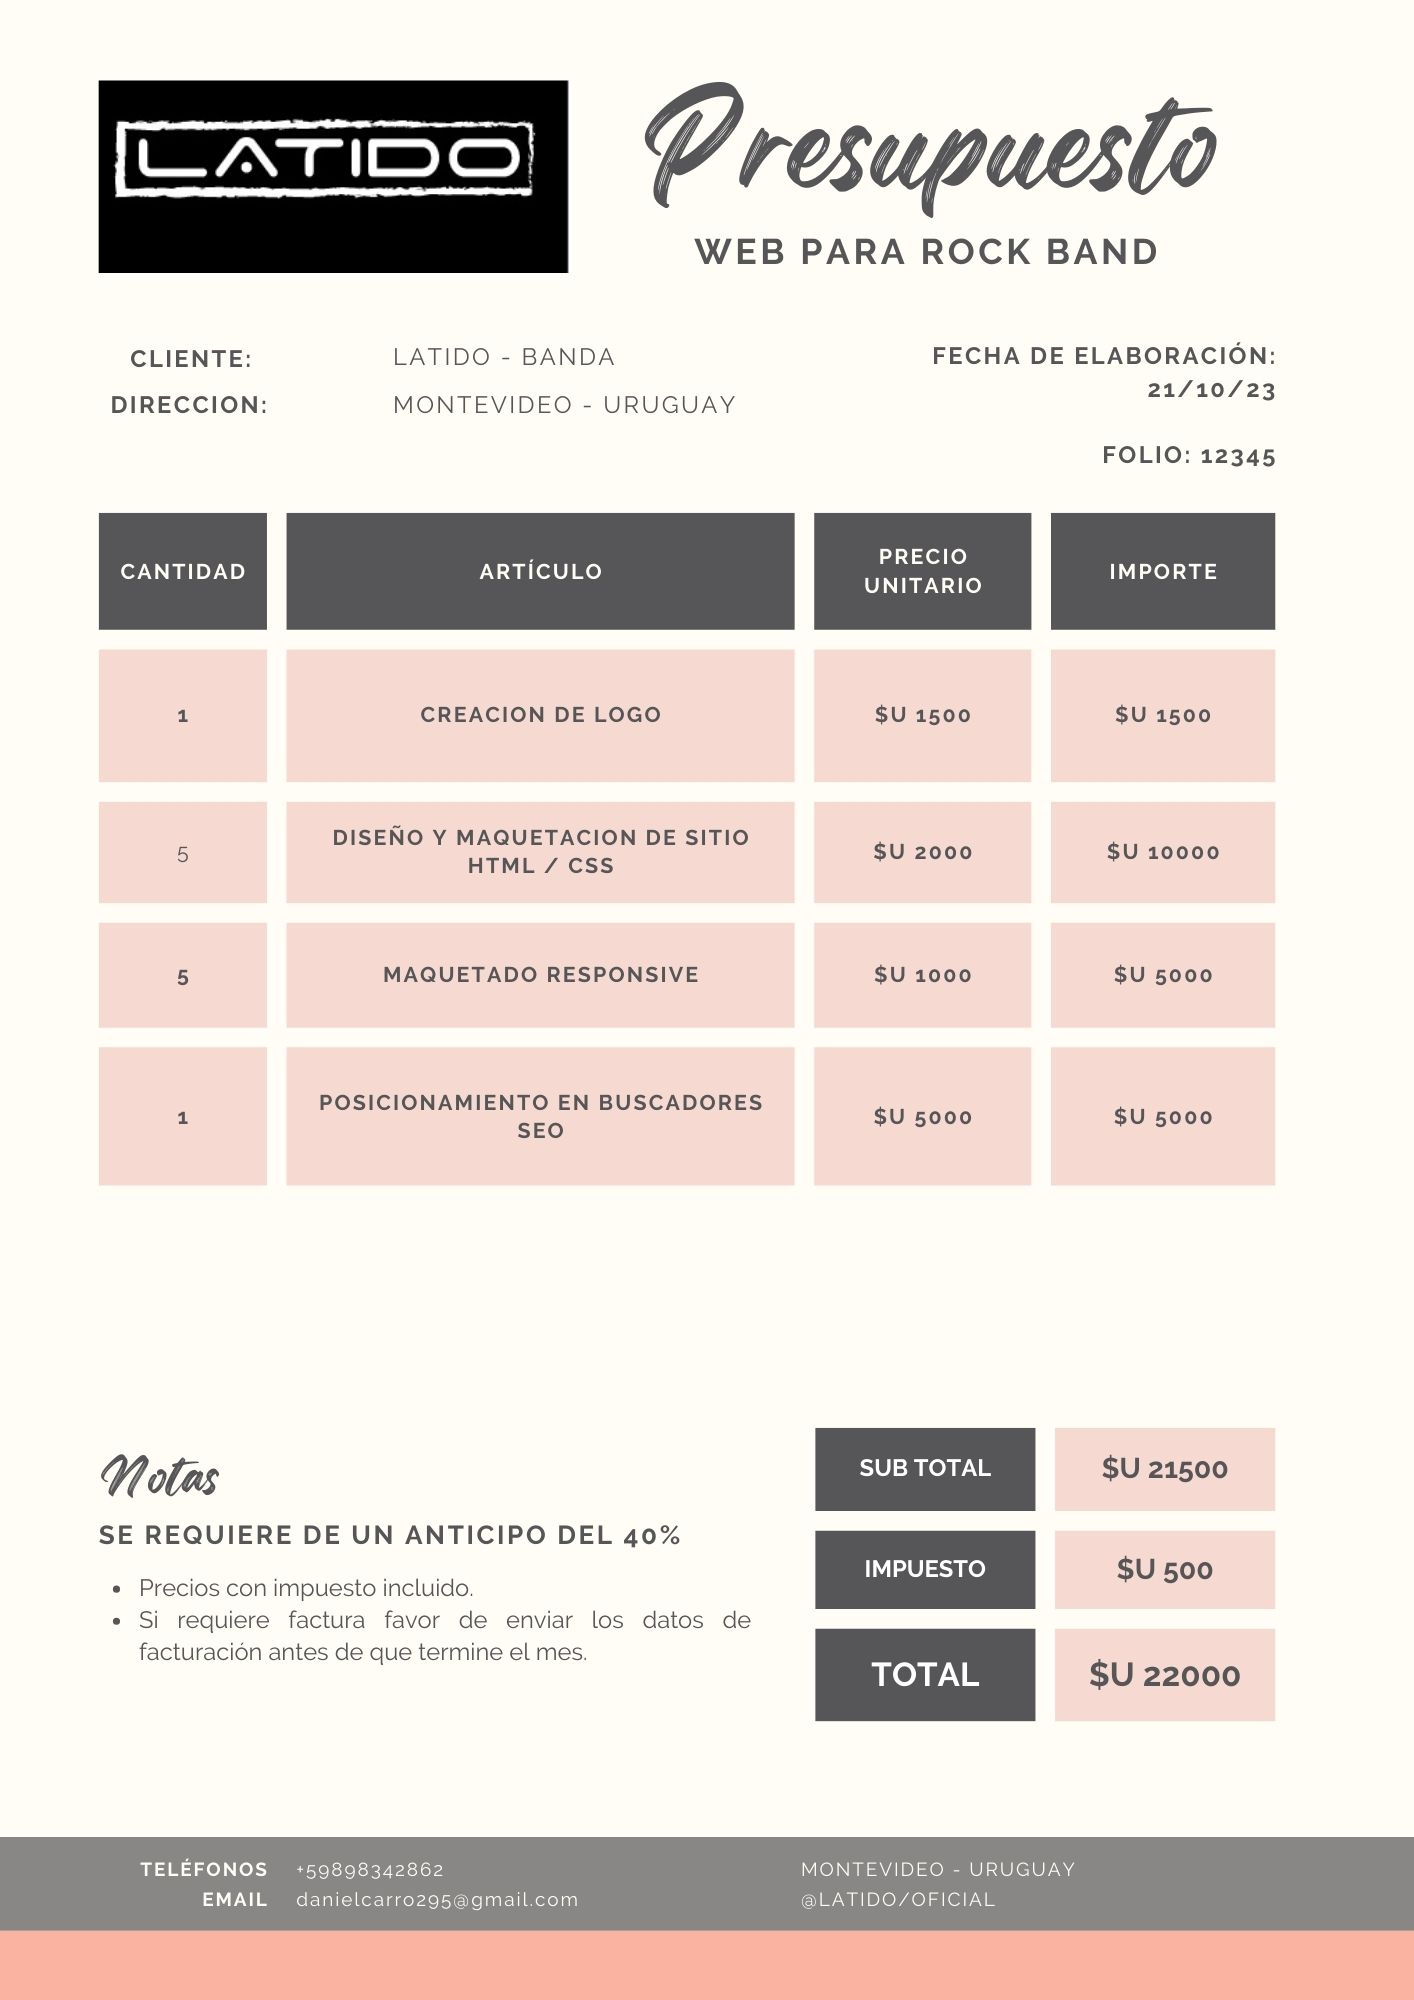 LATIDO
Presupuesto
WEB PARA ROCK BAND
CLIENTE: LATIDO - BANDA
DIRECCION: MONTEVIDEO - URUGUAY
FECHA DE ELABORACIÓN:
21/10/23
FOLIO: 12345
CANTIDAD ARTÍCULO PRECIO UNITARIO IMPORTE
1 CREACION DE LOGO $U 1500 $U 1500
5 DISEÑO Y MAQUETACION DE SITIO HTML / CSS $U 2000 $U 10000
5 MAQUETADO RESPONSIVE $U 1000 $U 5000
1 POSICIONAMIENTO EN BUSCADORES SEO $U 5000 $U 5000
Notas
SE REQUIERE DE UN ANTICIPO DEL 40%
• Precios con impuesto incluido.
• Si requiere factura favor de enviar los datos de
facturación antes de que termine el mes.
SUB TOTAL $U 21500
IMPUESTO $U 500
TOTAL $U 22000
TELÉFONOS +59898342862
EMAIL danielcarro295@gmail.com
MONTEVIDEO - URUGUAY
@LATIDO/OFICIAL